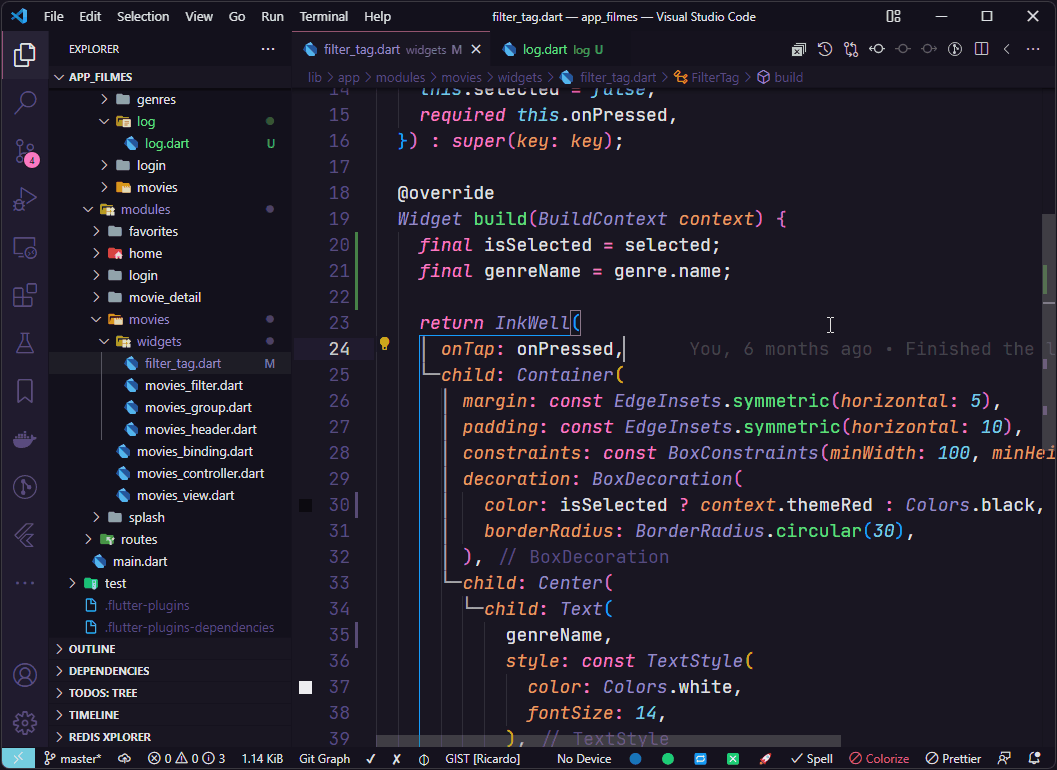 File Edit Selection View Go Run Terminal Help filter_tag.dart — app_filmes — Visual Studio Code
EXPLORER
APP_FILMES
genres
log
log.dart U
login
movies
modules
favorites
home
login
movie_detail
movies
widgets
filter_tag.dart M
movies_filter.dart
movies_group.dart
movies_header.dart
movies_binding.dart
movies_controller.dart
movies_view.dart
splash
routes
main.dart
test
.flutter-plugins
.flutter-plugins-dependencies
OUTLINE
DEPENDENCIES
TODOS: TREE
TIMELINE
REDIS XPLORER
4
filter_tag.dart widgets M
log.dart log U
lib > app > modules > movies > widgets > filter_tag.dart > FilterTag > build
14 this.selected = false,
15 required this.onPressed,
16 }) : super(key: key);
17
18 @override
19 Widget build(BuildContext context) {
20 final isSelected = selected;
21 final genreName = genre.name;
22
23 return InkWell(
24 onTap: onPressed, You, 6 months ago • Finished the l
25 child: Container(
26 margin: const EdgeInsets.symmetric(horizontal: 5),
27 padding: const EdgeInsets.symmetric(horizontal: 10),
28 constraints: const BoxConstraints(minWidth: 100, minHei
29 decoration: BoxDecoration(
30 color: isSelected ? context.themeRed : Colors.black,
31 borderRadius: BorderRadius.circular(30),
32 ), // BoxDecoration
33 child: Center(
34 child: Text(
35 genreName,
36 style: const TextStyle(
37 color: Colors.white,
38 fontSize: 14,
39 ), // TextStyle
master* 0 0 3 1.14 KiB Git Graph GIST [Ricardo] No Device Spell Colorize Prettier